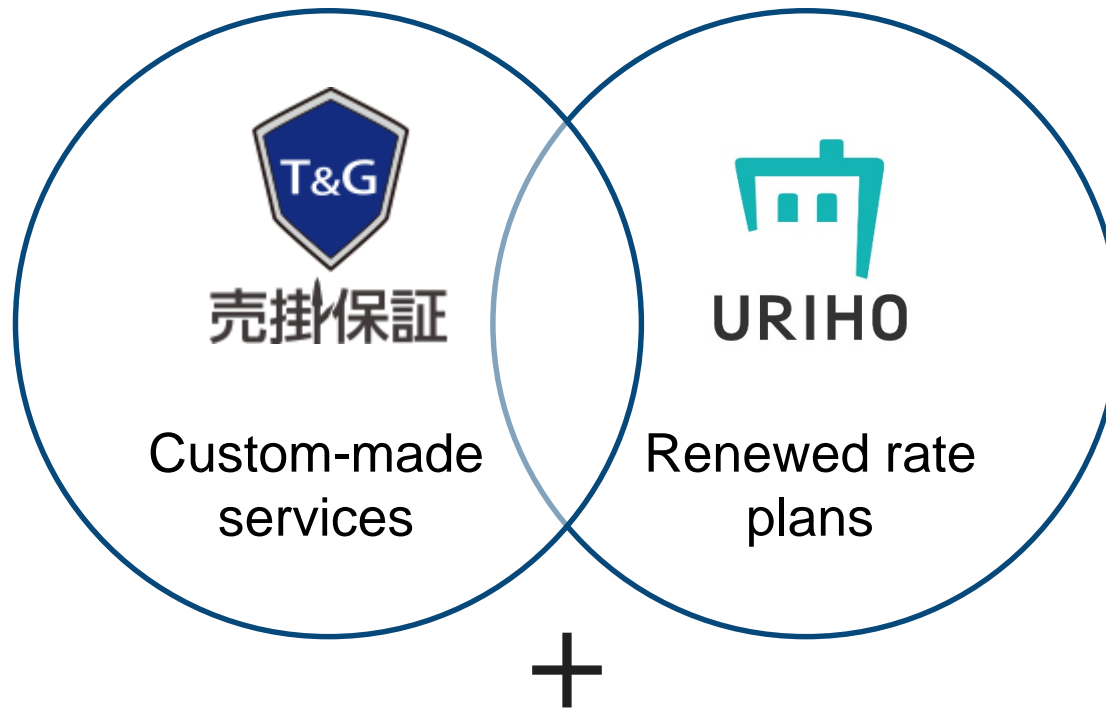 T&G
売掛保証
URIHO
Custom-made
services
Renewed rate
plans
+